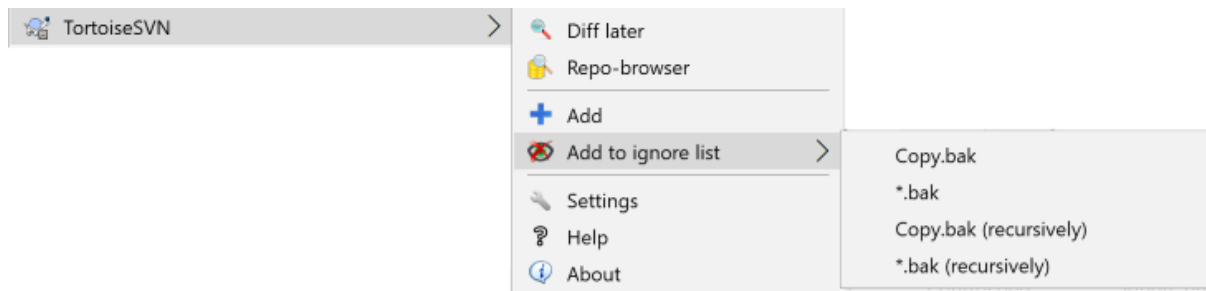 TortoiseSVN
Diff later
Repo-browser
Add
Add to ignore list
Copy.bak
*.bak
Copy.bak (recursively)
*.bak (recursively)
Settings
Help
About